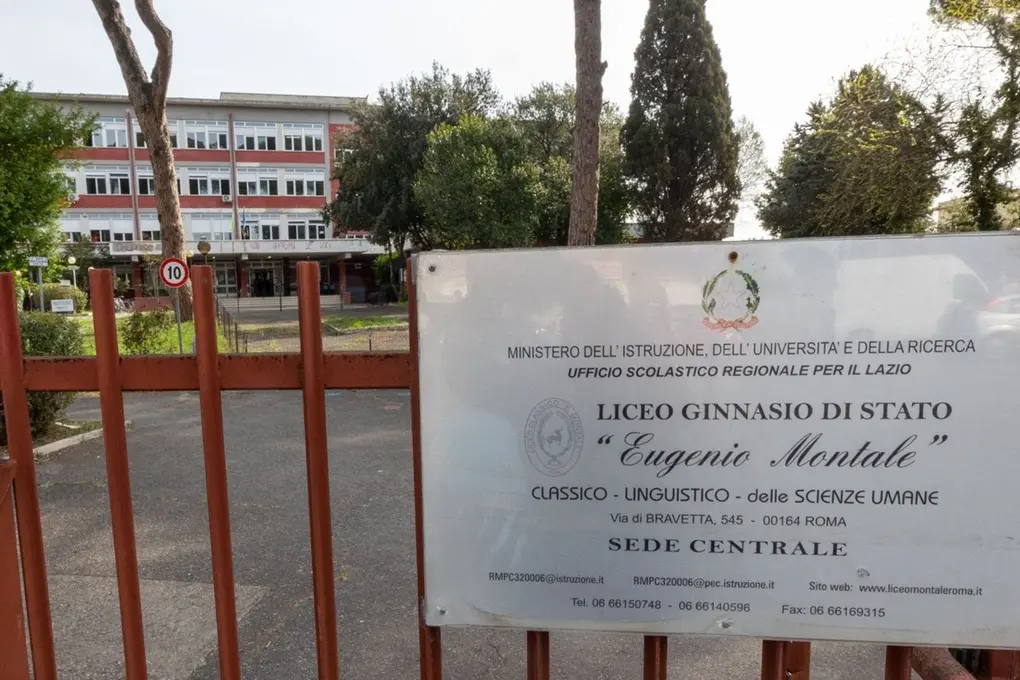 10
MINISTERO DELL' ISTRUZIONE, DELL' UNIVERSITA' E DELLA RICERCA
UFFICIO SCOLASTICO REGIONALE PER IL LAZIO
LICEO GINNASIO DI STATO
“Eugenio Montale”
CLASSICO - LINGUISTICO - delle SCIENZE UMANE
Via di BRAVETTA, 545 - 00164 ROMA
SEDE CENTRALE
RMPC320006@istruzione.it RMPC320006@pec.istruzione.it Sito web: www.liceomontaleroma.it
Tel. 06 66150748 - 06 66140596 Fax: 06 66169315